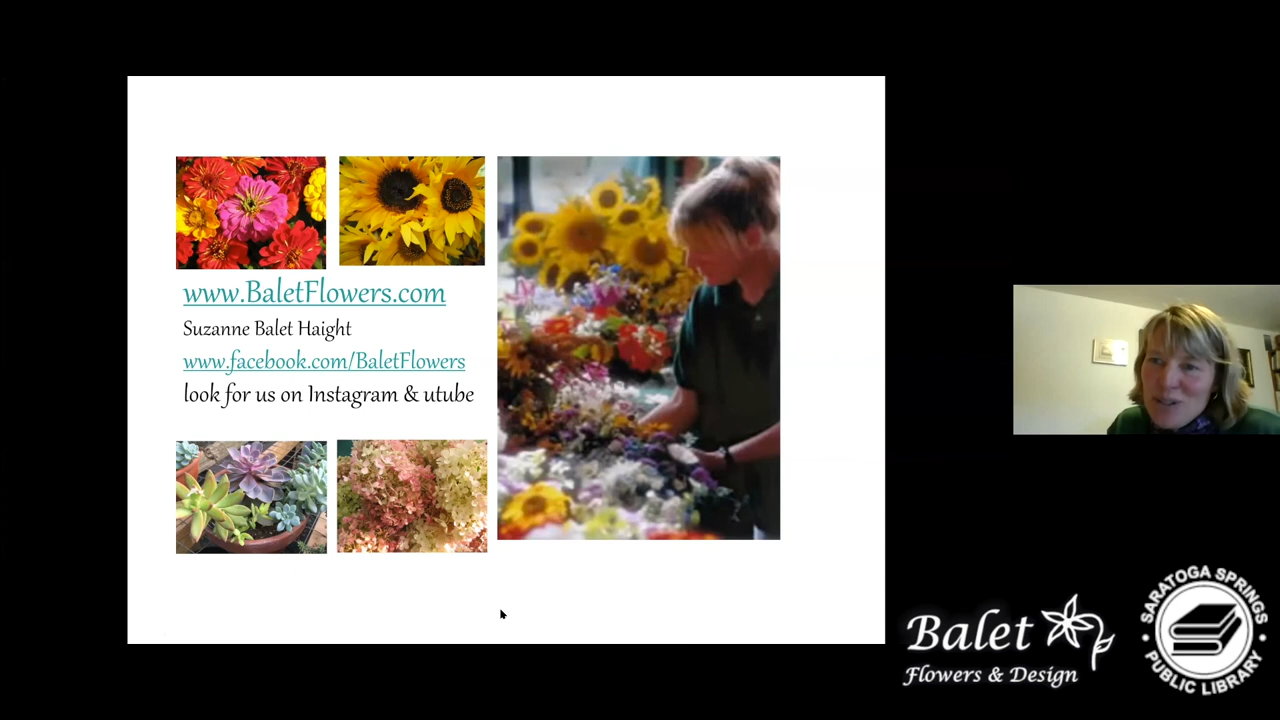 www.BaletFlowers.com
Suzanne Balet Haight
www.facebook.com/BaletFlowers
look for us on Instagram & utube
Balet
Flowers & Design
SARATOGA SPRINGS
PUBLIC LIBRARY